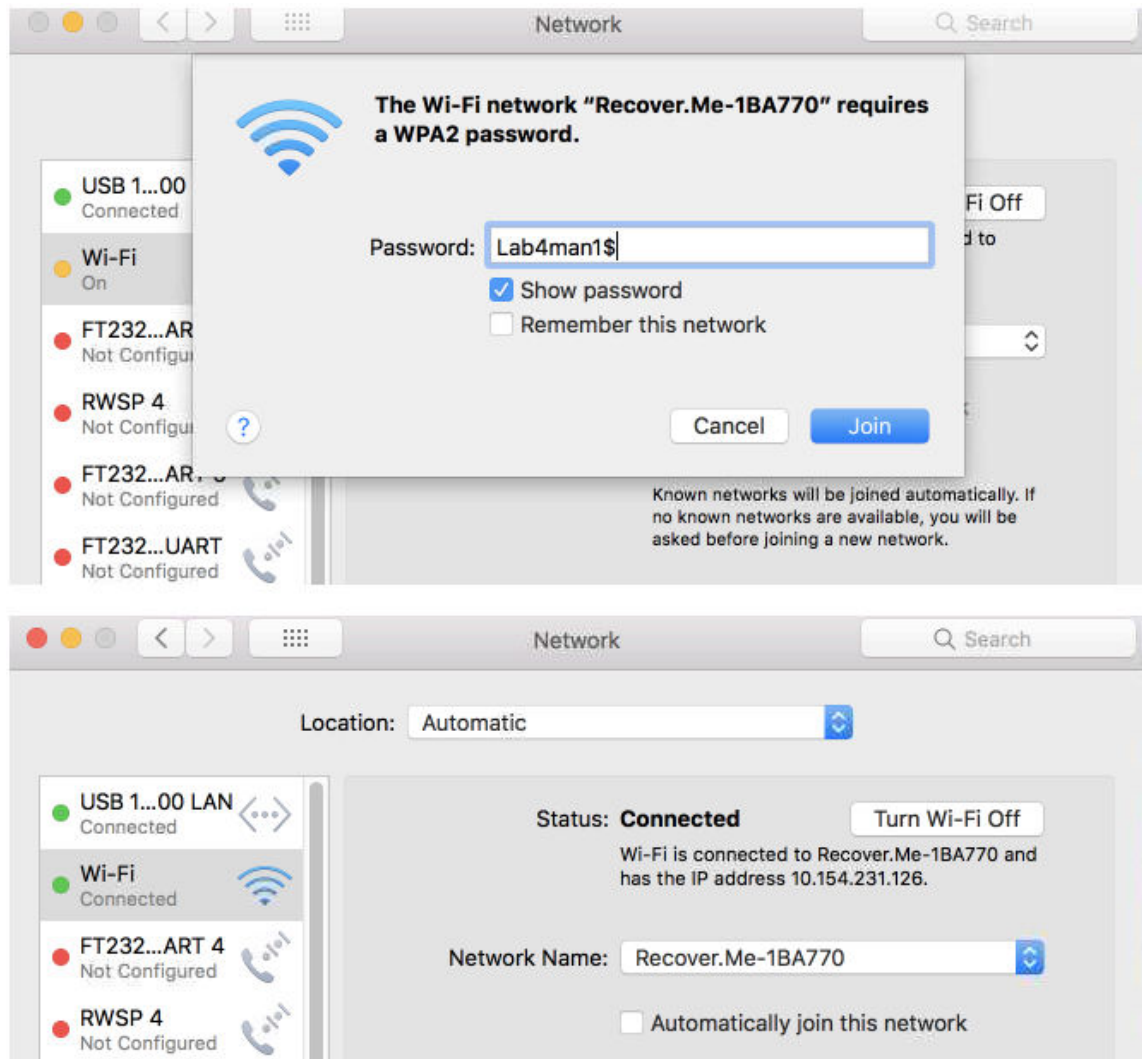 Network
Search
The Wi-Fi network “Recover.Me-1BA770” requires
a WPA2 password.
USB 1...00
Connected
Fi Off
d to
Wi-Fi
On
Password: Lab4man1$
Show password
Remember this network
FT232...AR
Not Configu
RWSP 4
Not Configu
?
Cancel
Join
FT232...ART
Not Configured
Known networks will be joined automatically. If
no known networks are available, you will be
asked before joining a new network.
FT232...UART
Not Configured
Network
Search
Location: Automatic
USB 1...00 LAN
Connected
Status: Connected
Turn Wi-Fi Off
Wi-Fi is connected to Recover.Me-1BA770 and
has the IP address 10.154.231.126.
Wi-Fi
Connected
FT232...ART 4
Not Configured
Network Name: Recover.Me-1BA770
RWSP 4
Not Configured
Automatically join this network